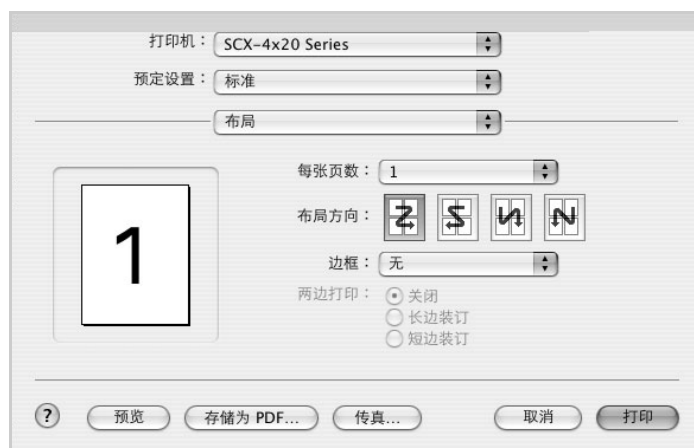 打印机： SCX-4x20 Series
预定设置： 标准
布局
每张页数： 1
布局方向：
边框： 无
两边打印： 关闭
长边装订
短边装订
1
? 预览 存储为 PDF... 传真... 取消 打印